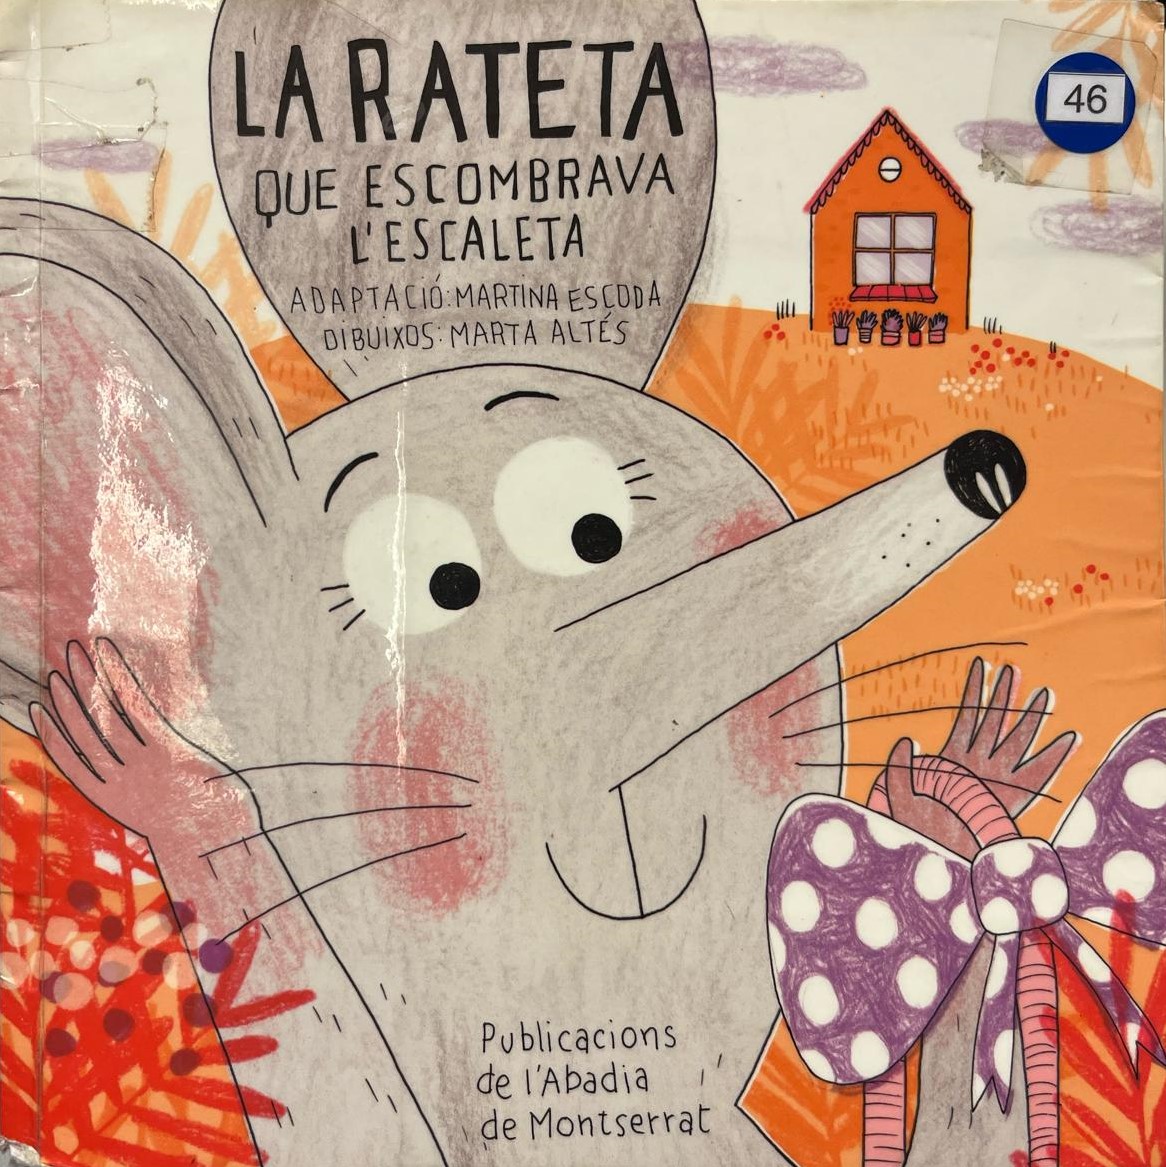 LA RATETA
QUE ESCOMBRAVA
L'ESCALETA
ADAPTACIÓ: MARTINA ESCODA
DIBUIXOS: MARTA ALTÉS
46
Publicacions
de l'Abadia
de Montserrat